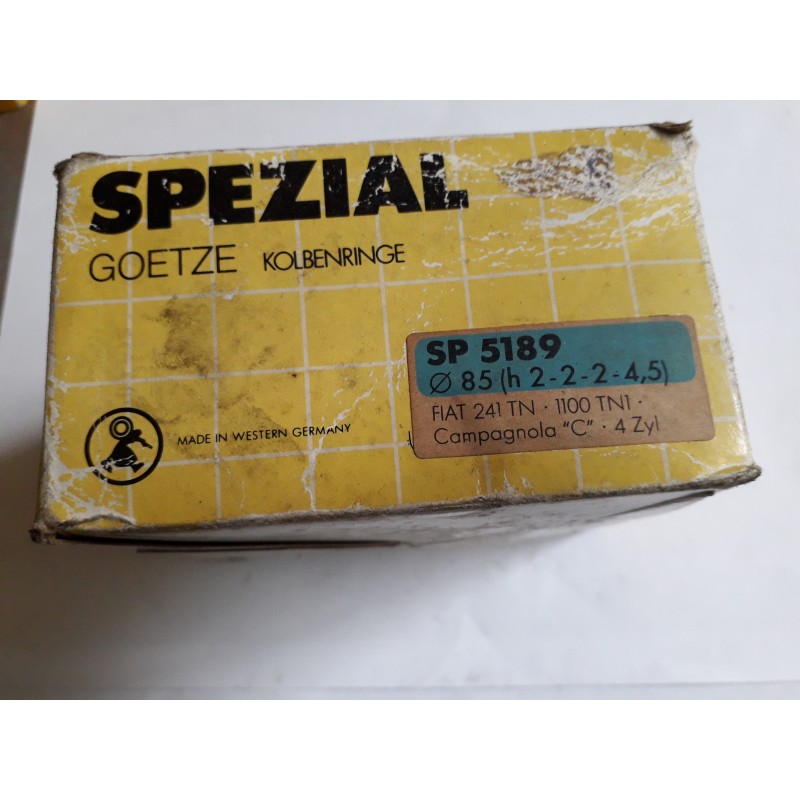 SPEZIAL
GOETZE KOLBENRINGE
SP 5189
Ø 85 (h 2-2-2-4,5)
FIAT 241 TN · 1100 TN1 ·
Campagnola "C" · 4 Zyl
MADE IN WESTERN GERMANY